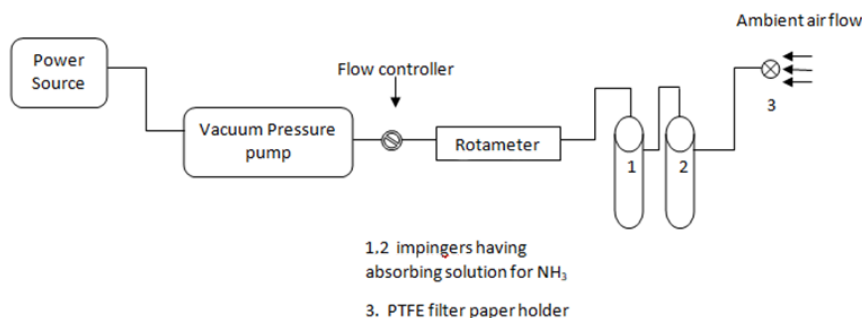 Ambient air flow
Power
Source
Flow controller
Vacuum Pressure
pump
Rotameter
1
2
3
1.2 impingers having
absorbing solution for NH₃
3. PTFE filter paper holder